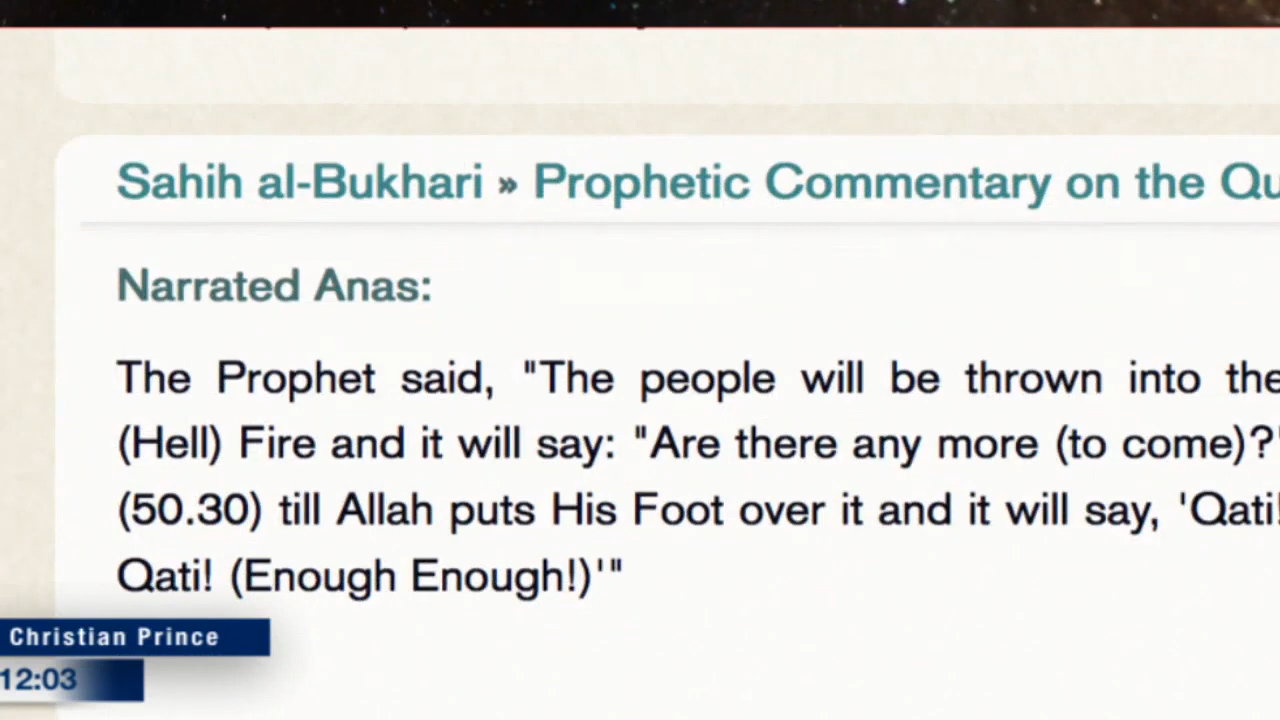 Sahih al-Bukhari » Prophetic Commentary on the
Narrated Anas:
The Prophet said, "The people will be thrown into the
(Hell) Fire and it will say: "Are there any more (to come)?'
(50.30) till Allah puts His Foot over it and it will say, 'Qati!
Qati! (Enough Enough!)'"
Christian Prince
12:03